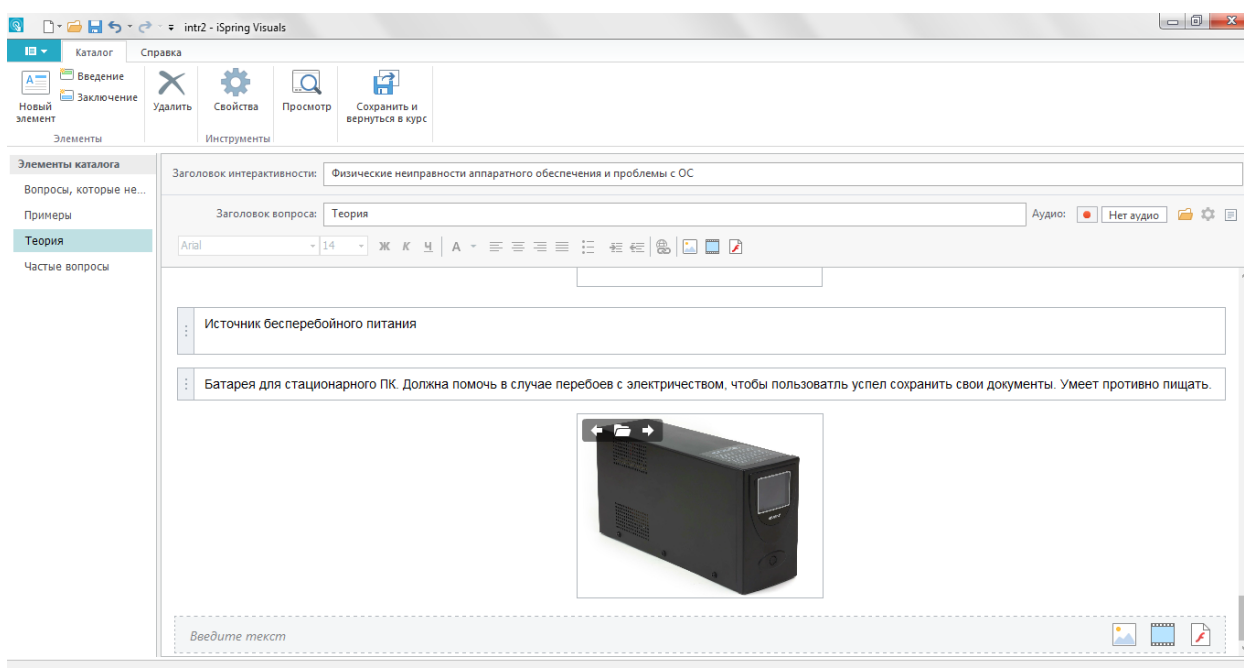 intr2 - iSpring Visuals
Каталог
Справка
Новый элемент
Введение
Заключение
Удалить
Свойства
Просмотр
Сохранить и вернуться в курс
Элементы
Инструменты
Элементы каталога
Вопросы, которые не...
Примеры
Теория
Частые вопросы
Заголовок интерактивности:
Физические неиправности аппаратного обеспечения и проблемы с ОС
Заголовок вопроса:
Теория
Аудио:
Нет аудио
Arial
14
Ж К Ч А
Источник бесперебойного питания
Батарея для стационарного ПК. Должна помочь в случае перебоев с электричеством, чтобы пользоватль успел сохранить свои документы. Умеет противно пищать.
Введите текст